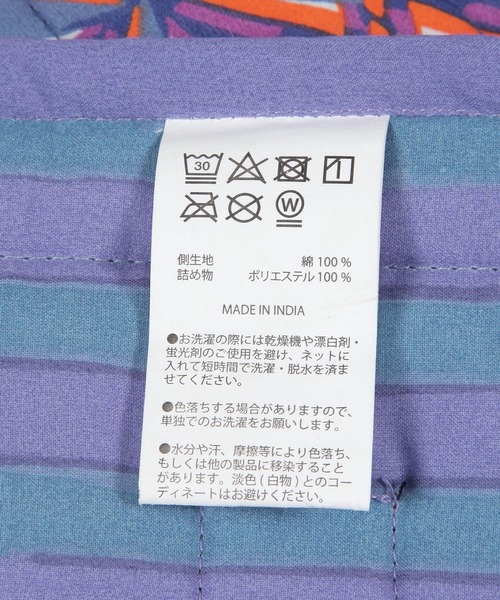 30
W
側生地 綿 100 %
詰め物 ポリエステル 100 %
MADE IN INDIA
●お洗濯の際には乾燥機や漂白剤・
蛍光剤のご使用を避け、ネットに
入れて短時間で洗濯・脱水を済ま
せてください。
●色落ちする場合がありますので、
単独でのお洗濯をお願いします。
●水分や汗、摩擦等により色落ち、
もしくは他の製品に移染すること
があります。淡色 ( 白物 ) とのコー
ディネートはお避けください。